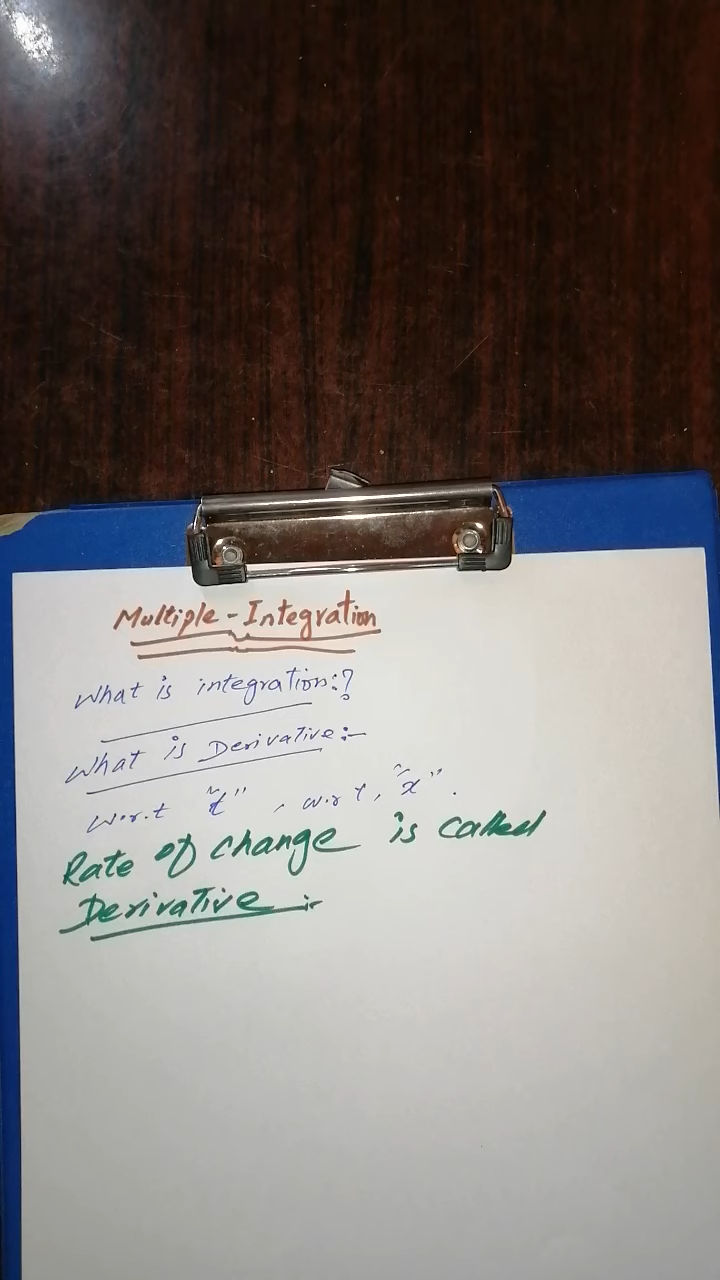 Multiple-Integration
What is integration:?
What is Derivative:-
w.r.t "t", w.r.t, "x".
Rate of change is called
Derivative :-